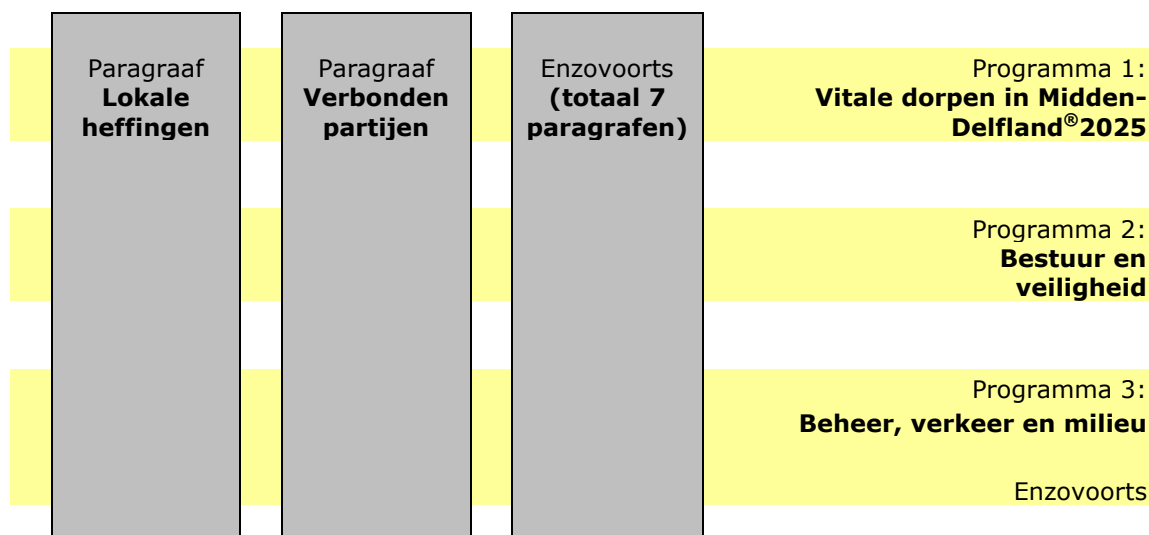 Paragraaf
Lokale
heffingen
Paragraaf
Verbonden
partijen
Enzovoorts
(totaal 7
paragrafen)
Programma 1:
Vitale dorpen in Midden-
Delfland®2025
Programma 2:
Bestuur en
veiligheid
Programma 3:
Beheer, verkeer en milieu
Enzovoorts